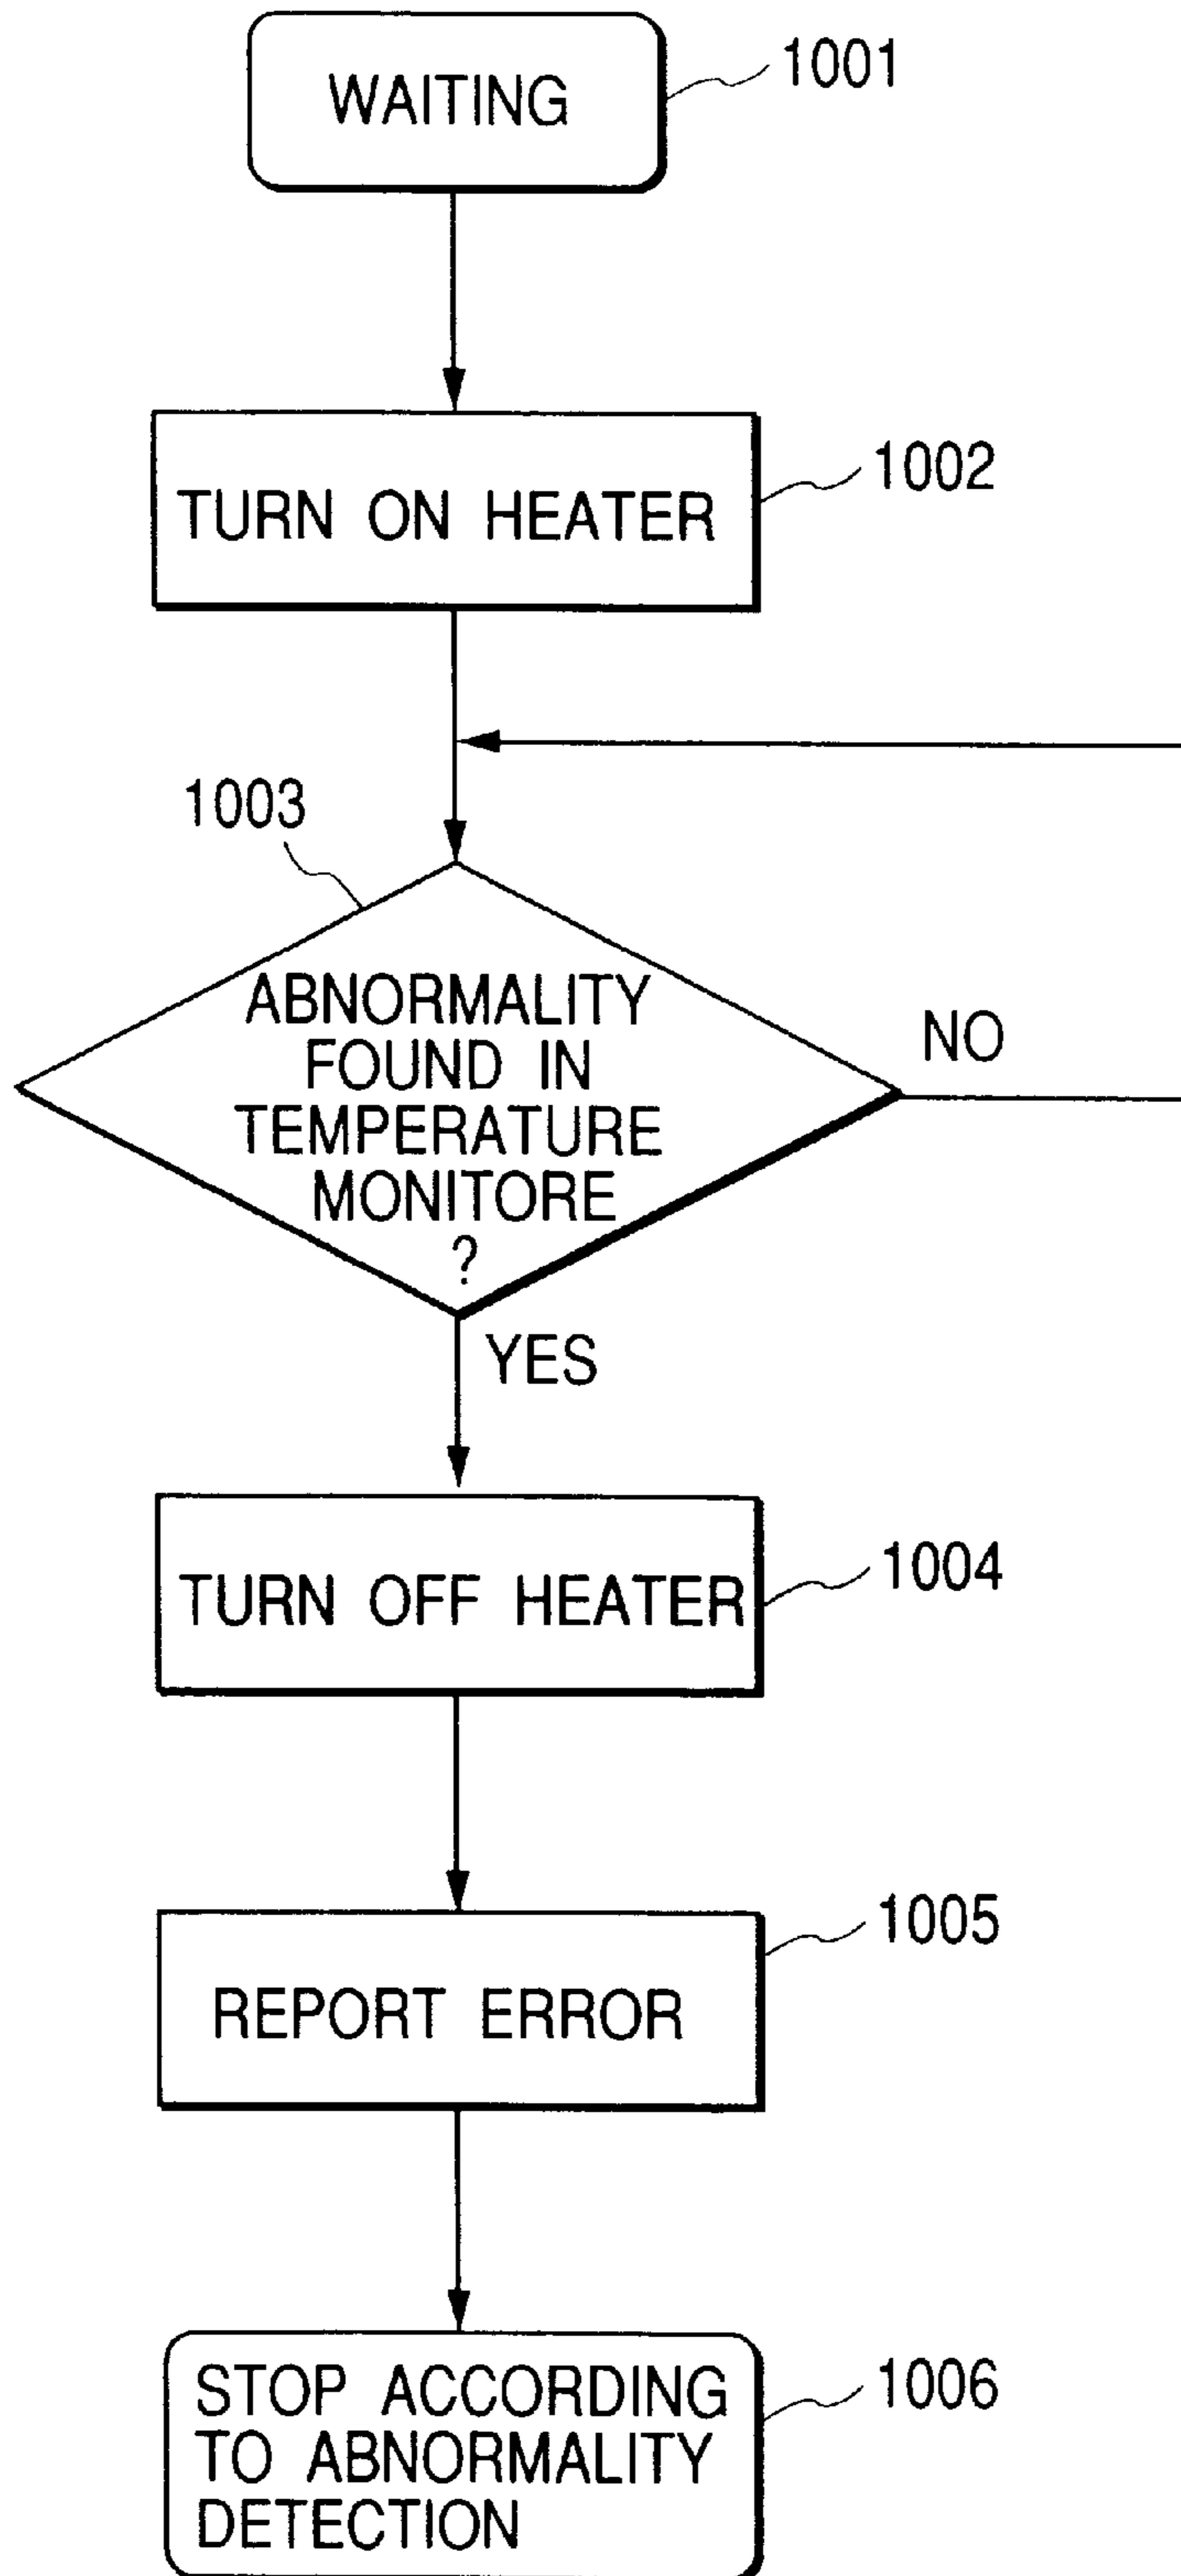 WAITING
1001
TURN ON HEATER
1002
1003
ABNORMALITY
FOUND IN
TEMPERATURE
MONITORE
?
NO
YES
TURN OFF HEATER
1004
REPORT ERROR
1005
STOP ACCORDING
TO ABNORMALITY
DETECTION
1006